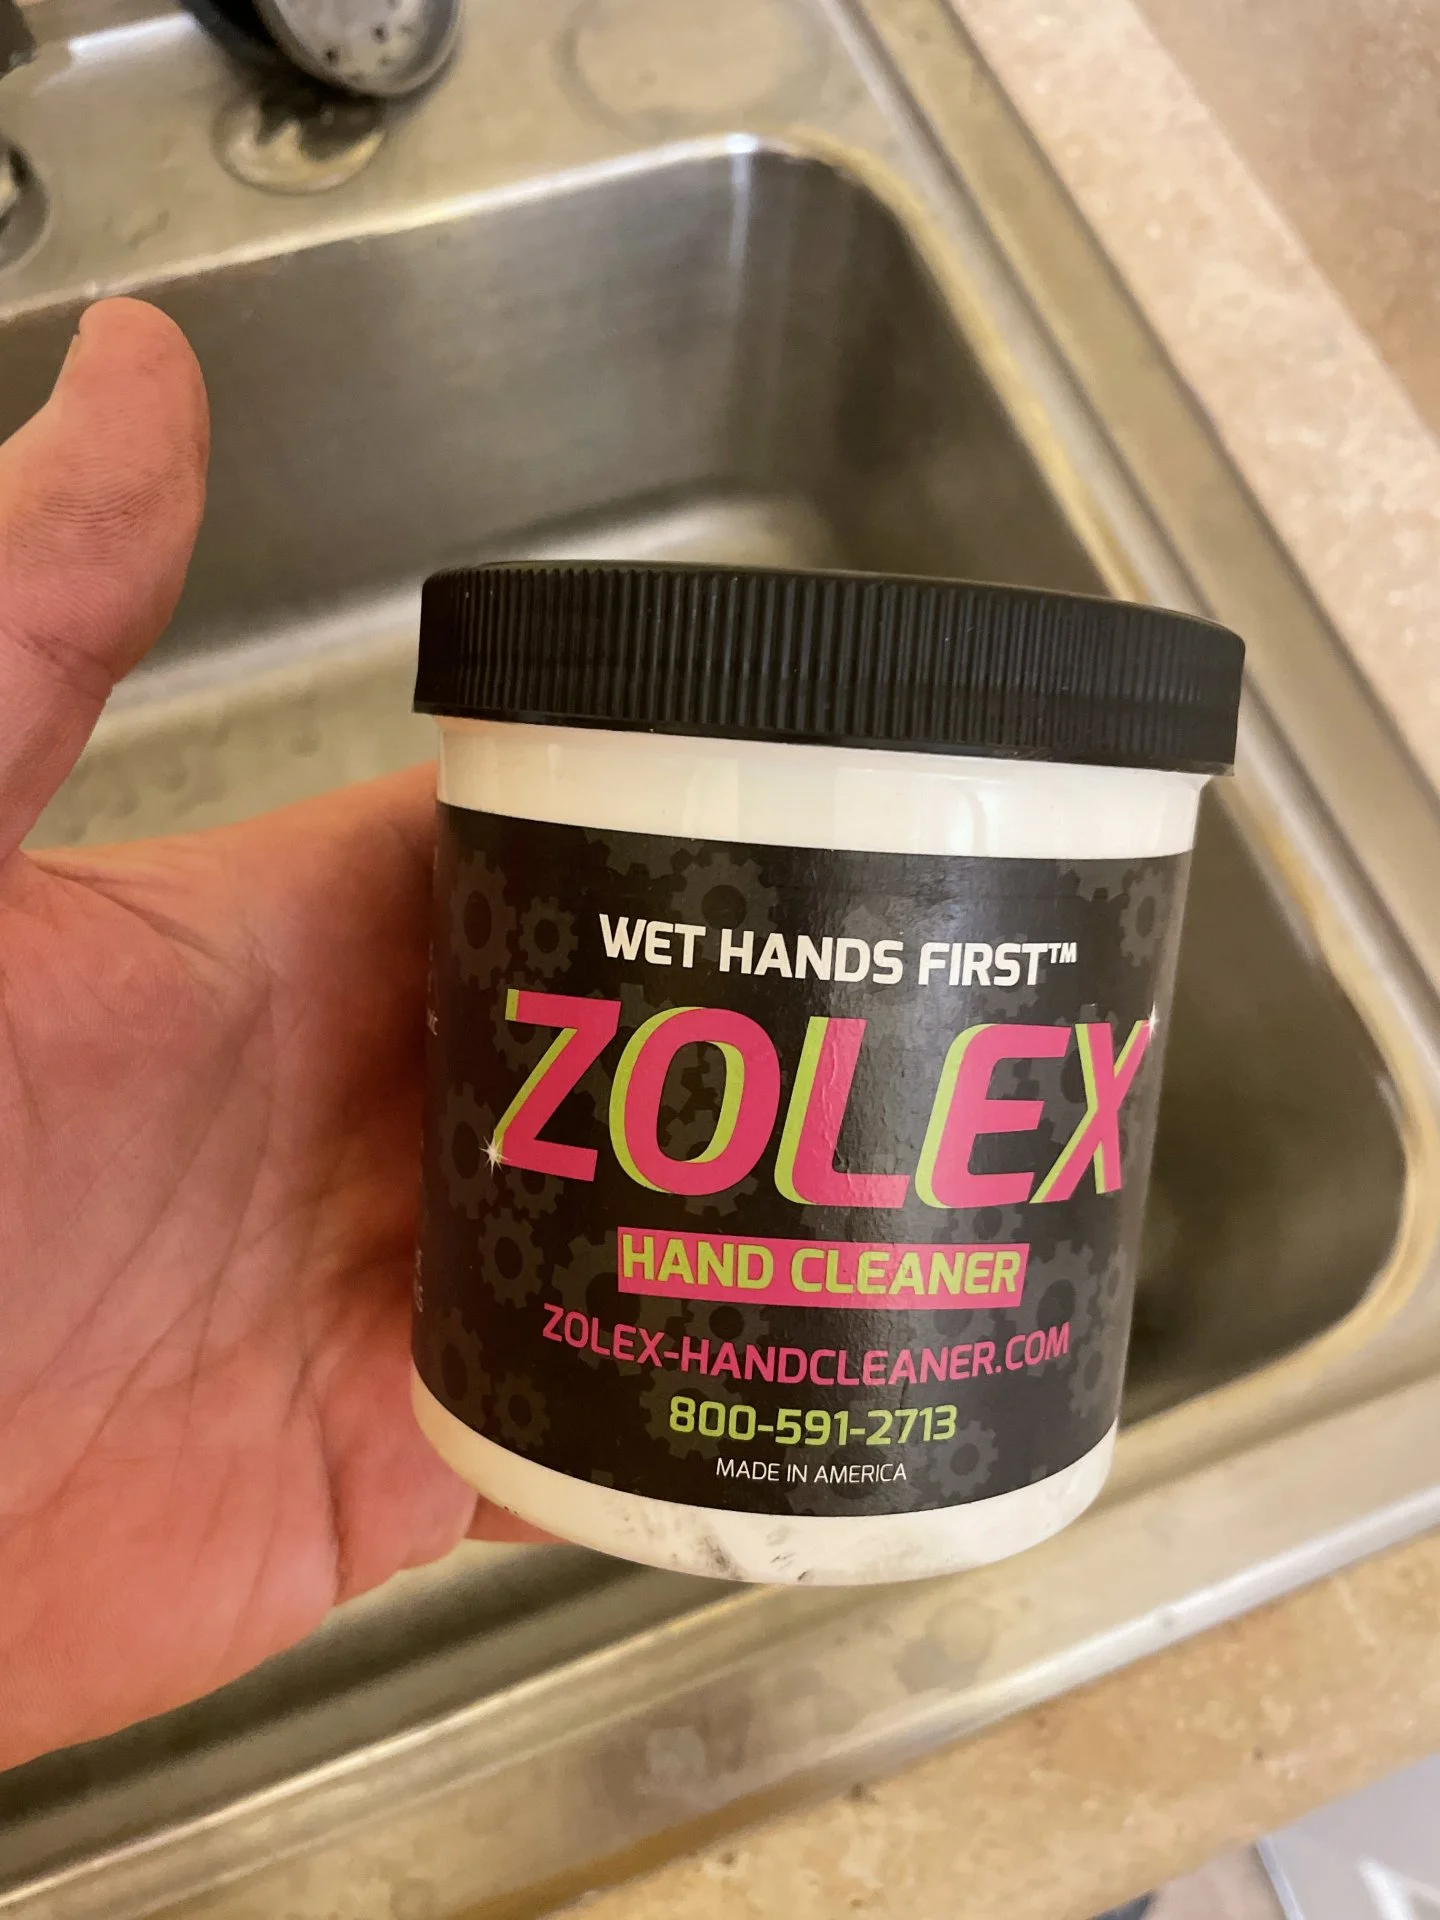 WET HANDS FIRST™
ZOLEX
HAND CLEANER
ZOLEX-HANDCLEANER.COM
800-591-2713
MADE IN AMERICA